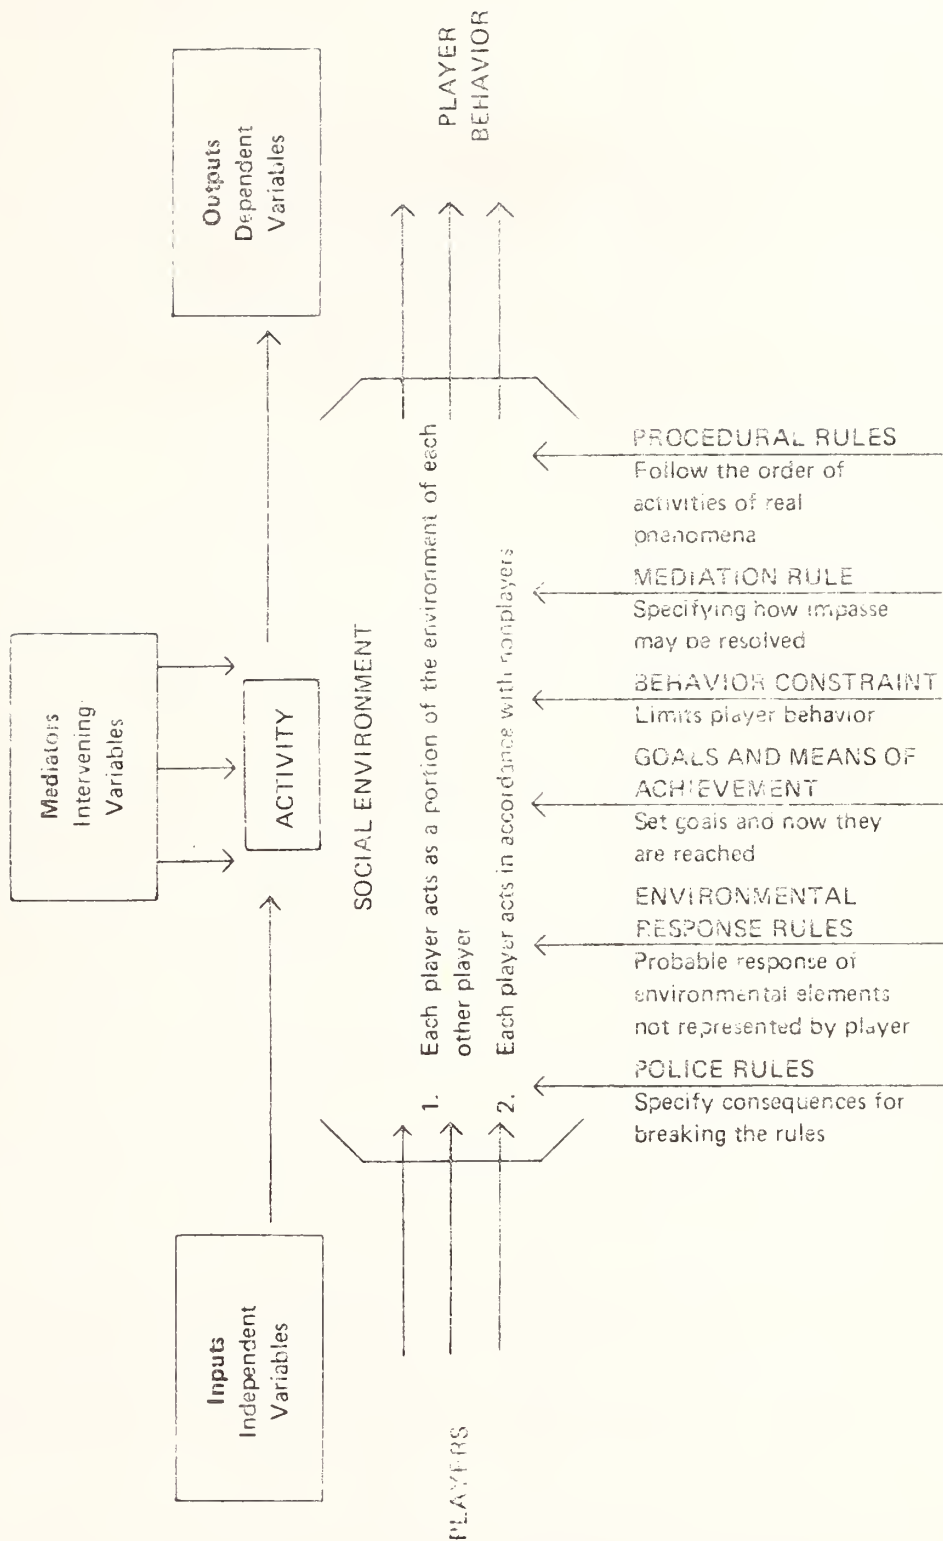 Mediators
Intervening
Variables
Inputs
Independent
Variables
ACTIVITY
Outputs
Dependent
Variables
SOCIAL ENVIRONMENT
PLAYERS
1. Each player acts as a portion of the environment of each
other player
2. Each player acts in accordance with nonplayers
PLAYER
BEHAVIOR
POLICE RULES
Specify consequences for
breaking the rules
ENVIRONMENTAL
RESPONSE RULES
Probable response of
environmental elements
not represented by player
GOALS AND MEANS OF
ACHIEVEMENT
Set goals and how they
are reached
BEHAVIOR CONSTRAINT
Limits player behavior
MEDIATION RULE
Specifying how impasse
may be resolved
PROCEDURAL RULES
Follow the order of
activities of real
phenomena